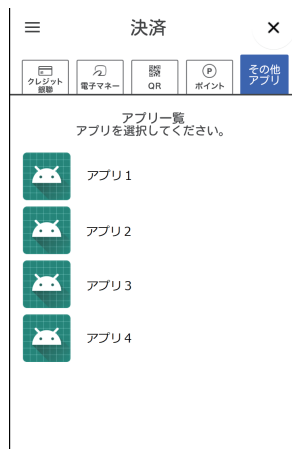 決済
クレジット
銀聯
電子マネー
QR
P
ポイント
その他
アプリ
アプリ一覧
アプリを選択してください。
アプリ1
アプリ2
アプリ3
アプリ4